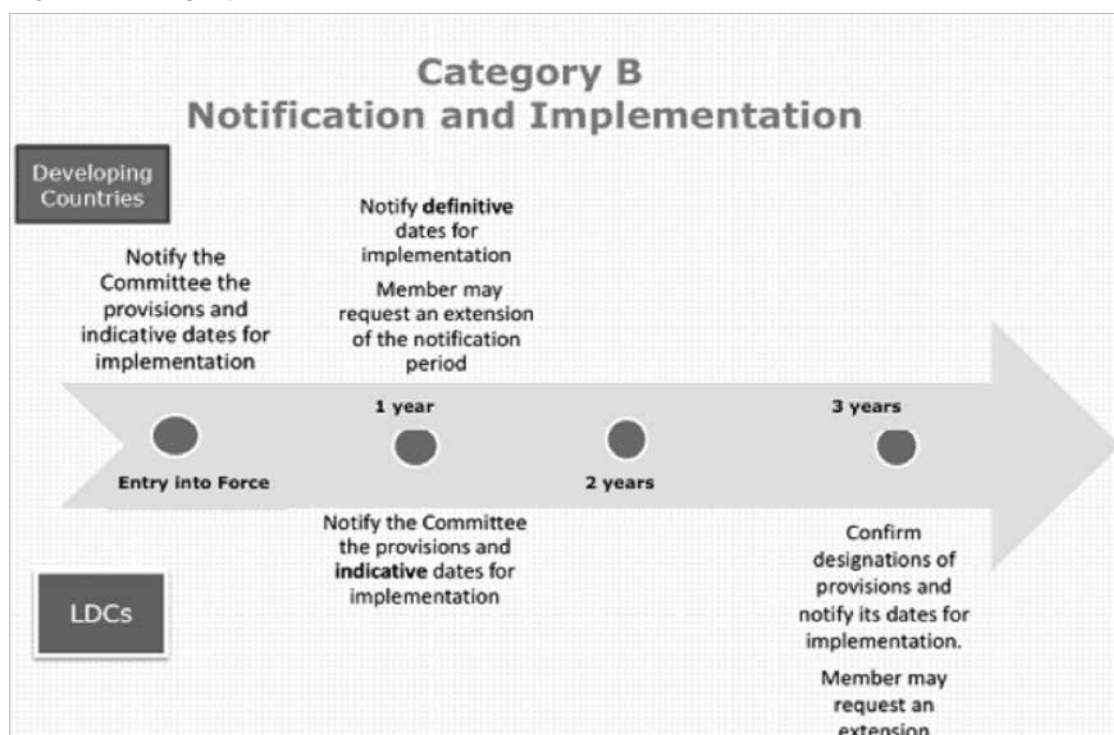 Category B
Notification and Implementation
Developing
Countries
Notify the
Committee the
provisions and
indicative dates for
implementation
Notify definitive
dates for
implementation
Member may
request an extension
of the notification
period
1 year
3 years
Entry into Force
2 years
Notify the Committee
the provisions and
indicative dates for
implementation
LDCs
Confirm
designations of
provisions and
notify its dates for
implementation.
Member may
request an
extension